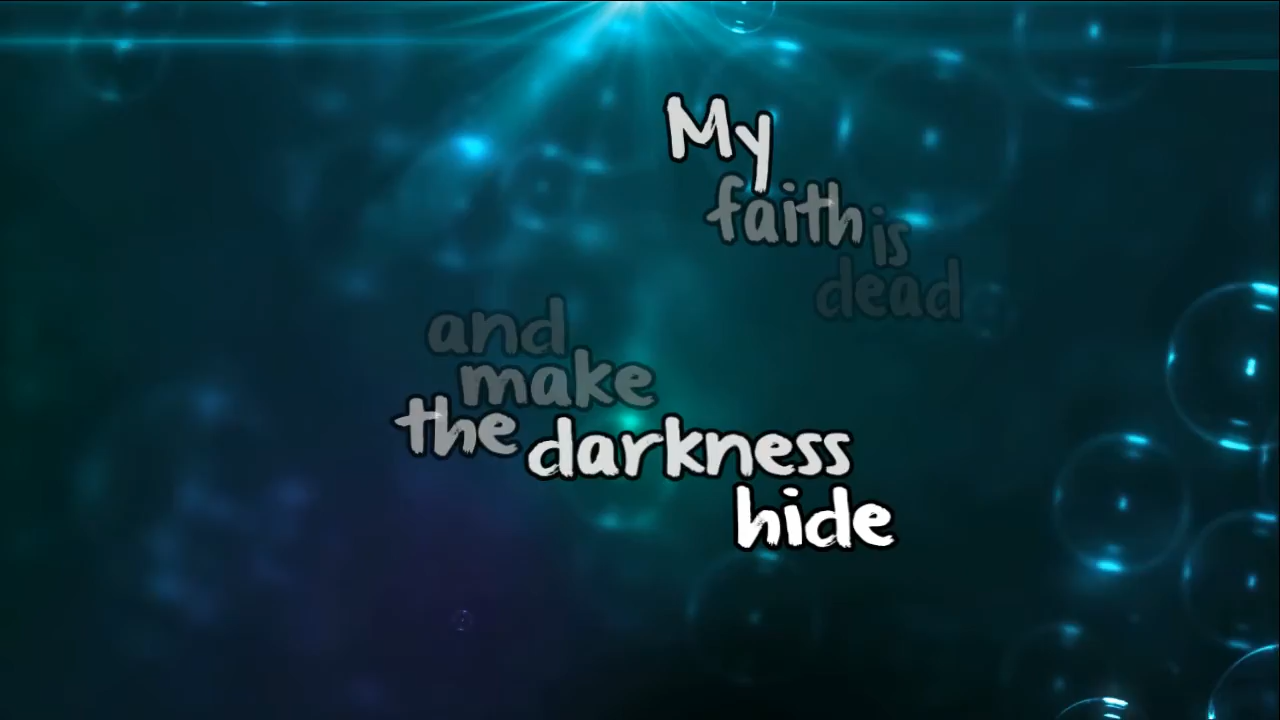 My
faith is
dead
and
make
the darkness
hide